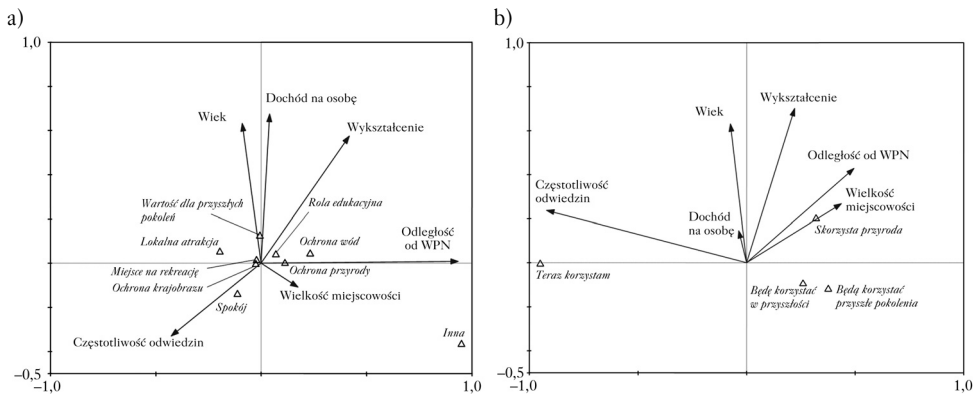 a)
1,0
Wiek
Dochód na osobę
Wykształcenie
Wartość dla przyszłych
pokoleń
Rola edukacyjna
Lokalna atrakcja
Ochrona wód
Odległość
od WPN
Miejsce na rekreację
Ochrona przyrody
Ochrona krajobrazu
Wielkość miejscowości
Spokój
Inna
Częstotliwość odwiedzin
–0,5
–1,0
1,0
b)
1,0
Wykształcenie
Wiek
Odległość od WPN
Częstotliwość
odwiedzin
Wielkość
miejscowości
Dochód
na osobę
Skorzysta przyroda
Teraz korzystam
Będę korzystać
w przyszłości
Będą korzystać
przyszłe pokolenia
–0,5
–1,0
1,0